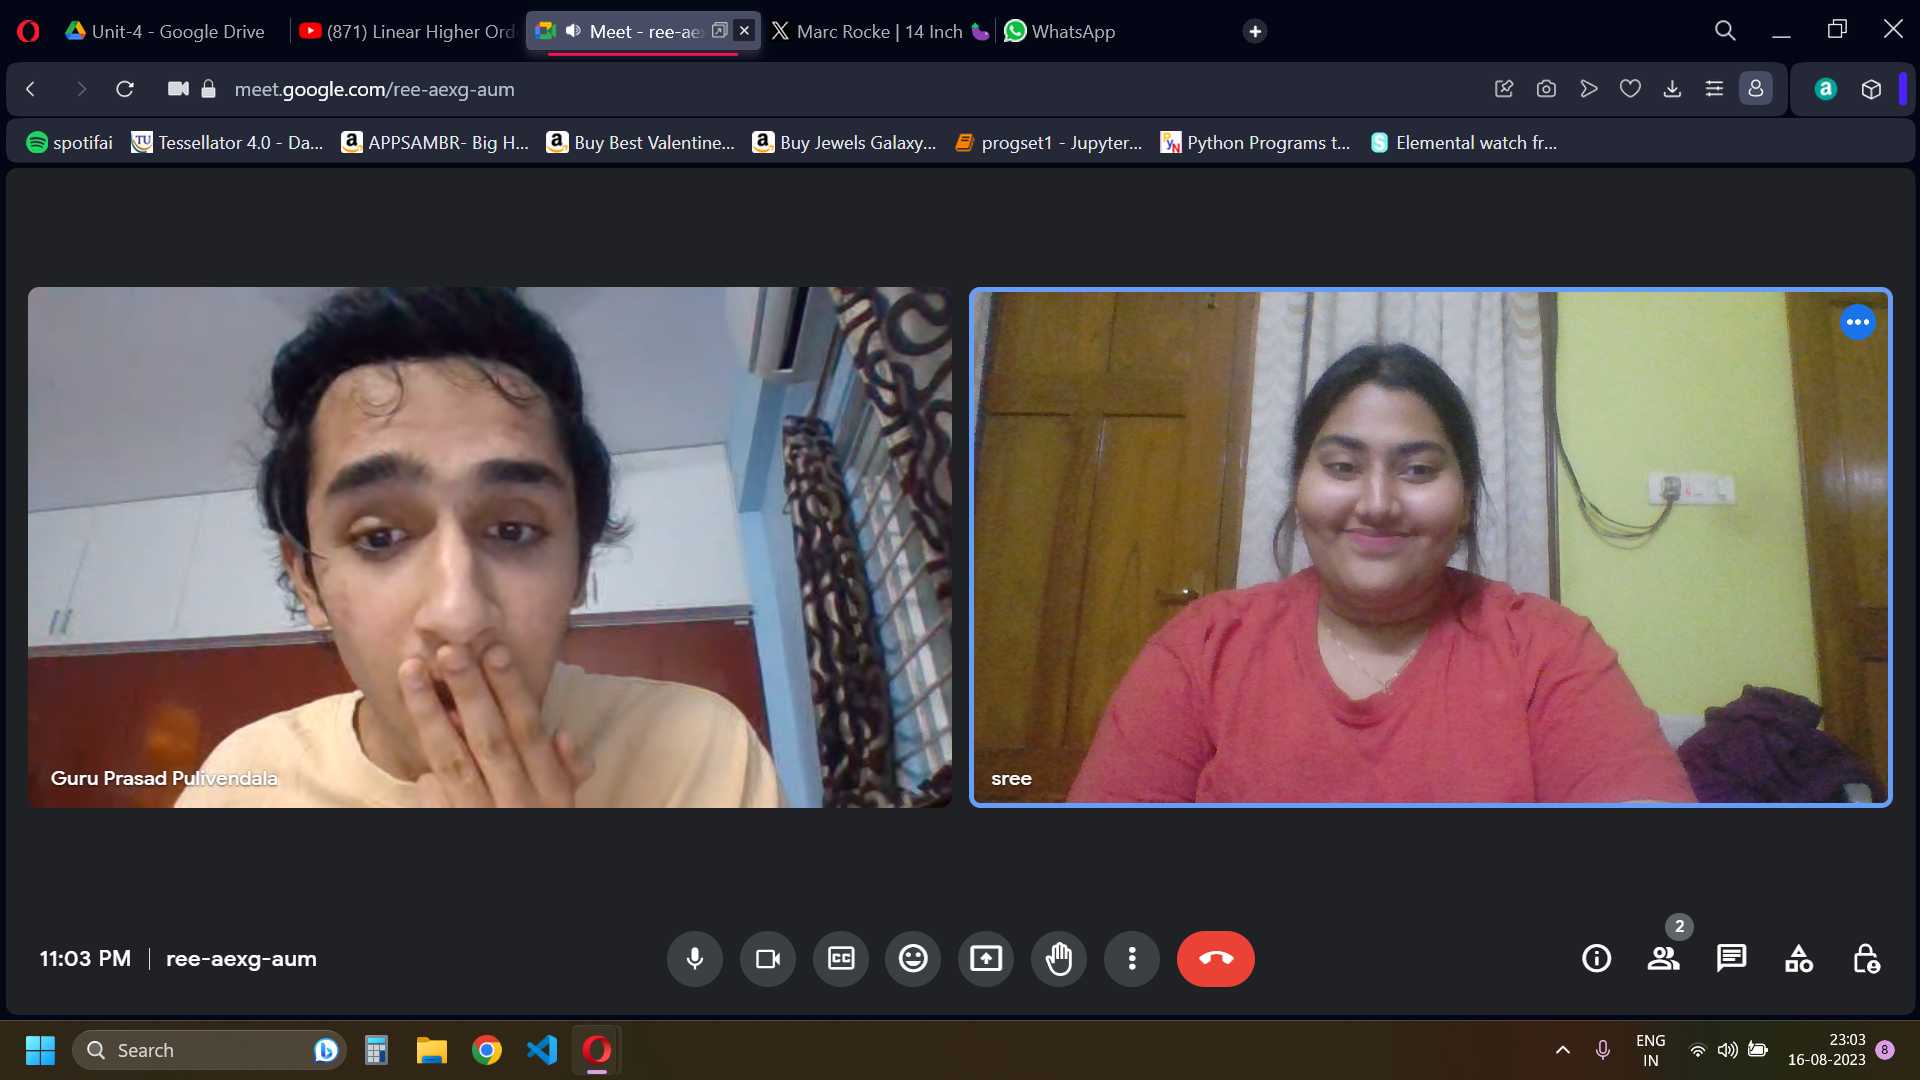 Unit-4 - Google Drive
(871) Linear Higher Ord
Meet - ree-aex
Marc Rocke | 14 Inch 🍆
WhatsApp
meet.google.com/ree-aexg-aum
spotifai
Tessellator 4.0 - Da...
APPSAMBR- Big H...
Buy Best Valentine...
Buy Jewels Galaxy...
progset1 - Jupyter...
Python Programs t...
Elemental watch fr...
Guru Prasad Pulivendala
sree
11:03 PM | ree-aexg-aum
CC
2
Search
ENG
IN
23:03
16-08-2023
8